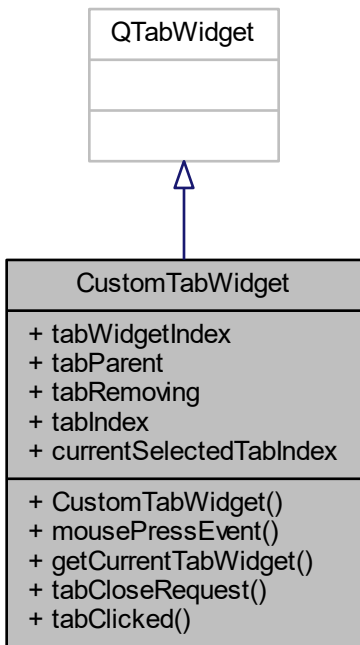 QTabWidget
CustomTabWidget
+ tabWidgetIndex
+ tabParent
+ tabRemoving
+ tabIndex
+ currentSelectedTabIndex
+ CustomTabWidget()
+ mousePressEvent()
+ getCurrentTabWidget()
+ tabCloseRequest()
+ tabClicked()